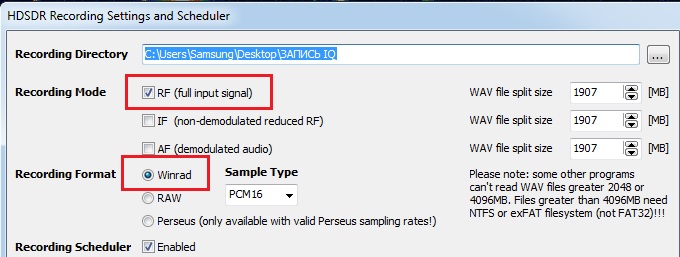 HDSDR Recording Settings and Scheduler
Recording Directory C:\Users\Samsung\Desktop\ЗАПИСЬ IQ ...
Recording Mode RF (full input signal) WAV file split size 1907 [MB]
IF (non-demodulated reduced RF) WAV file split size 1907 [MB]
AF (demodulated audio) WAV file split size 1907 [MB]
Recording Format Winrad Sample Type Please note: some other programs
can't read WAV files greater 2048 or
RAW PCM16 4096MB. Files greater than 4096MB need
NTFS or exFAT filesystem (not FAT32)!!!
Perseus (only available with valid Perseus sampling rates!)
Recording Scheduler Enabled